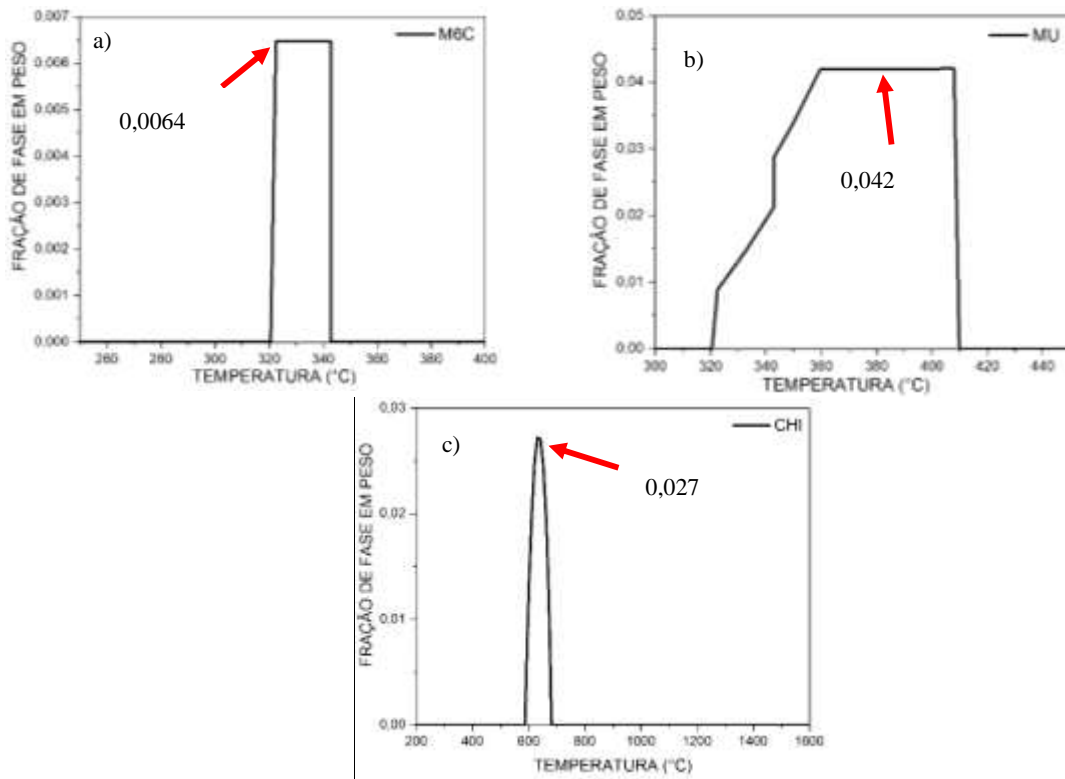 a)
M6C
0,0064
FRAÇÃO DE FASE EM PESO
0.007
0.006
0.005
0.004
0.003
0.002
0.001
0.000
260 280 300 320 340 360 380 400
TEMPERATURA (°C)
b)
MU
0,042
FRAÇÃO DE FASE EM PESO
0.05
0.04
0.03
0.02
0.01
0.00
300 320 340 360 380 400 420 440
TEMPERATURA (°C)
c)
CHI
0,027
FRAÇÃO DE FASE EM PESO
0.03
0.02
0.01
0.00
200 400 600 800 1000 1200 1400 1600
TEMPERATURA (°C)